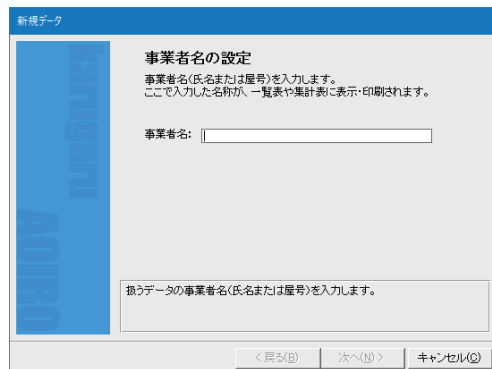 新規データ
karugaru
AOIRO
事業者名の設定
事業者名(氏名または屋号)を入力します。
ここで入力した名称が、一覧表や集計表に表示・印刷されます。
事業者名:
扱うデータの事業者名(氏名または屋号)を入力します。
< 戻る(B)
次へ(N) >
キャンセル(C)